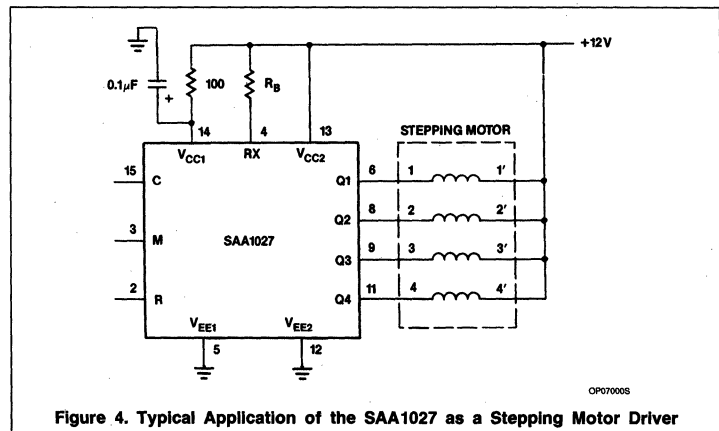 +12V
0.1μF
+
100
R_B
14 4 13
STEPPING MOTOR
V_CC1 RX V_CC2
15 C
Q1 6 1 1′
Q2 8 2 2′
3 M
SAA1027
Q3 9 3 3′
2 R
Q4 11 4 4′
V_EE1 V_EE2
5 12
OP07000S
Figure 4. Typical Application of the SAA1027 as a Stepping Motor Driver